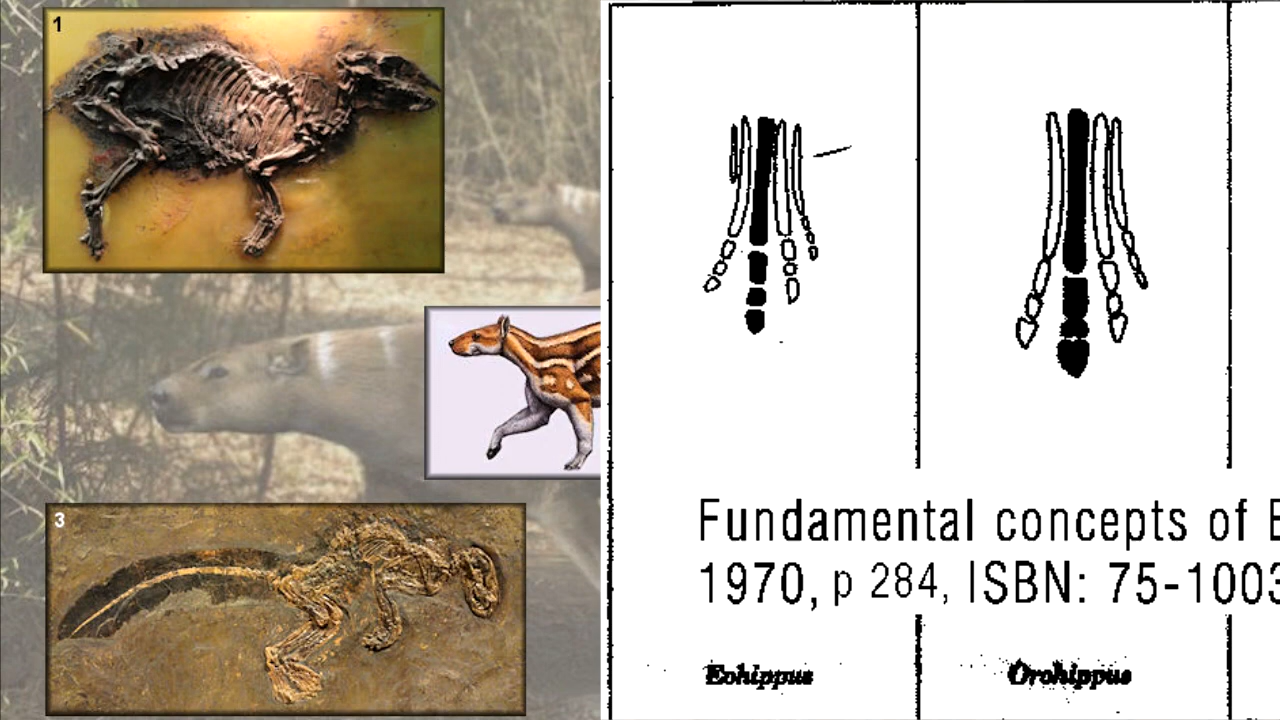 1
3
Fundamental concepts of
1970, p 284, ISBN: 75-1003
Eohippus
Orohippus